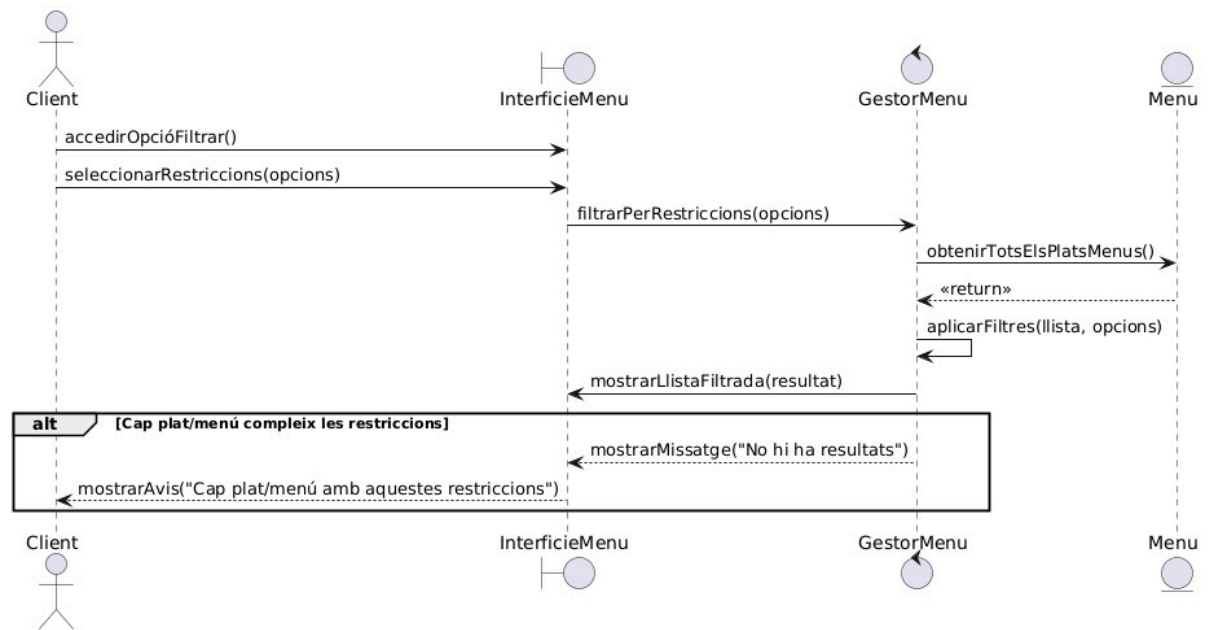 Client
InterficieMenu
GestorMenu
Menu
accedirOpcióFiltrar()
seleccionarRestriccions(opcions)
filtrarPerRestriccions(opcions)
obtenirTotsElsPlatsMenus()
«return»
aplicarFiltres(llista, opcions)
mostrarLlistaFiltrada(resultat)
alt
[Cap plat/menú compleix les restriccions]
mostrarMissatge("No hi ha resultats")
mostrarAvis("Cap plat/menú amb aquestes restriccions")
Client
InterficieMenu
GestorMenu
Menu